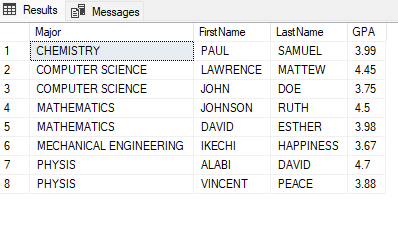 Results Messages
Major FirstName LastName GPA
1 CHEMISTRY PAUL SAMUEL 3.99
2 COMPUTER SCIENCE LAWRENCE MATTEW 4.45
3 COMPUTER SCIENCE JOHN DOE 3.75
4 MATHEMATICS JOHNSON RUTH 4.5
5 MATHEMATICS DAVID ESTHER 3.98
6 MECHANICAL ENGINEERING IKECHI HAPPINESS 3.67
7 PHYSIS ALABI DAVID 4.7
8 PHYSIS VINCENT PEACE 3.88